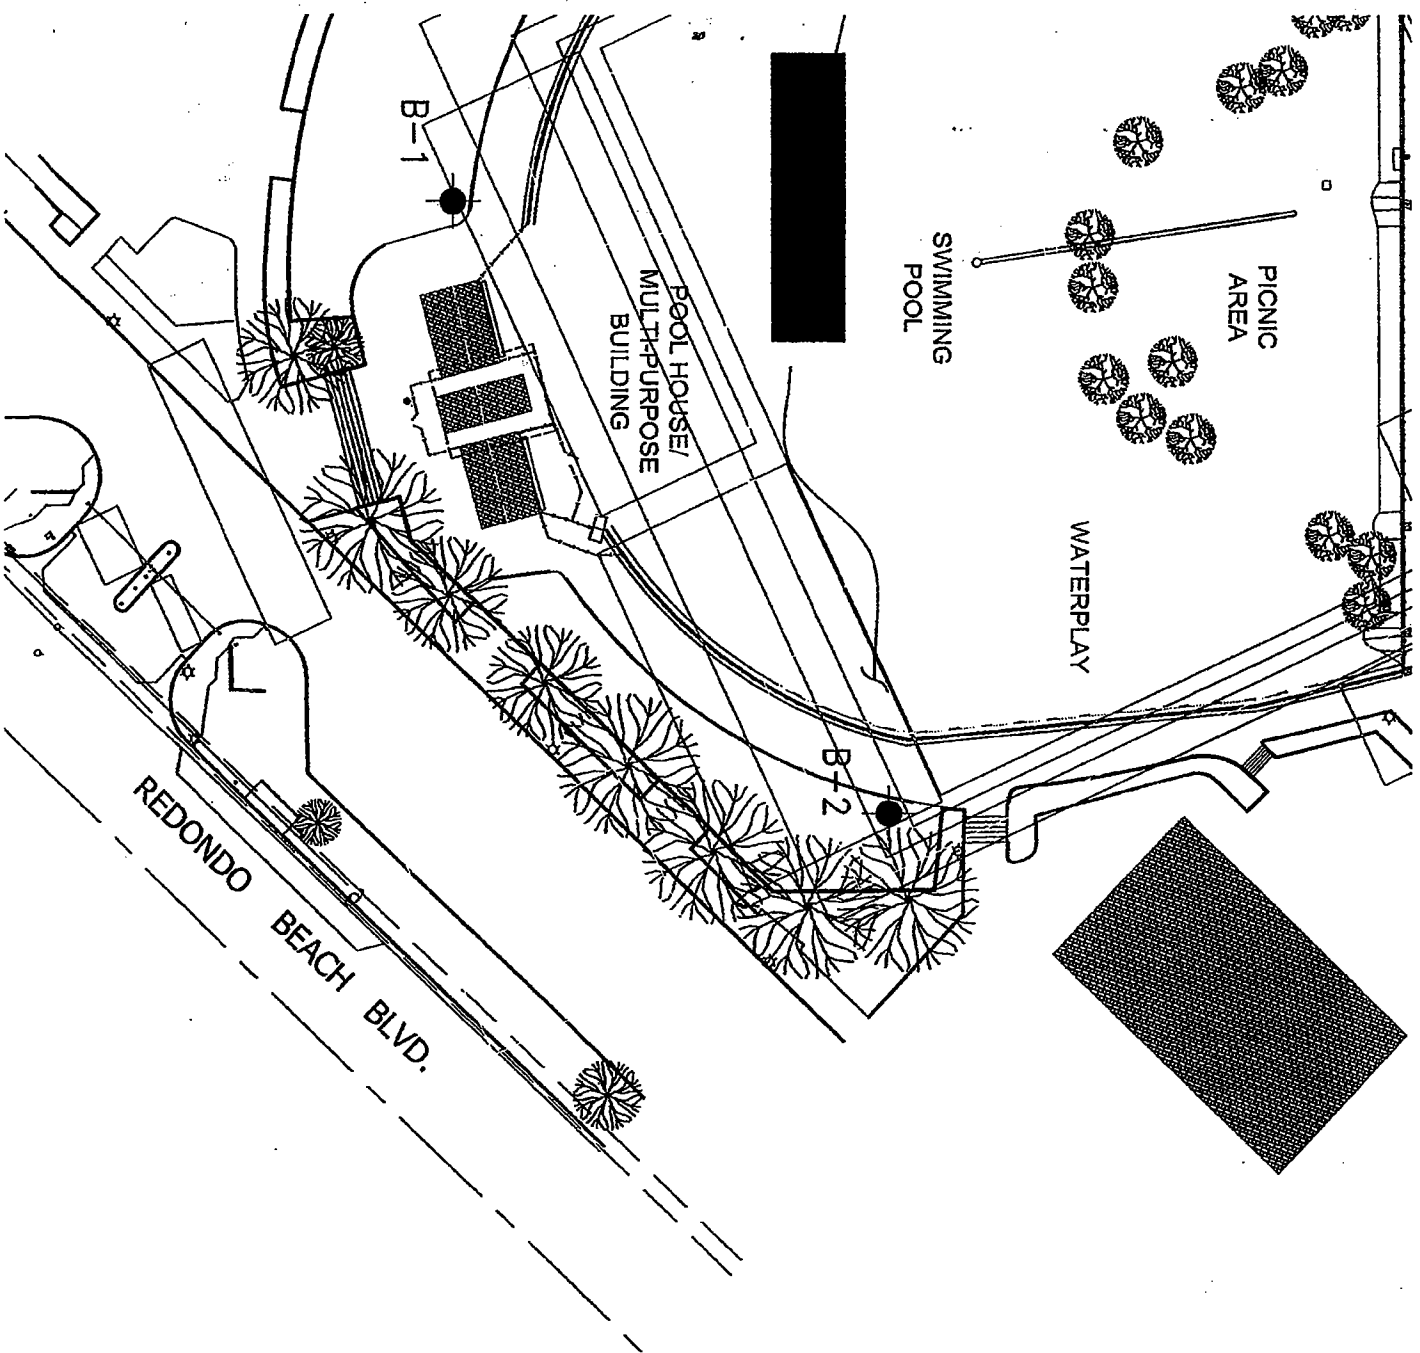 PICNIC
AREA
SWIMMING
POOL
WATERPLAY
POOL HOUSE/
MULTI-PURPOSE
BUILDING
B-1
B-2
REDONDO BEACH BLVD.